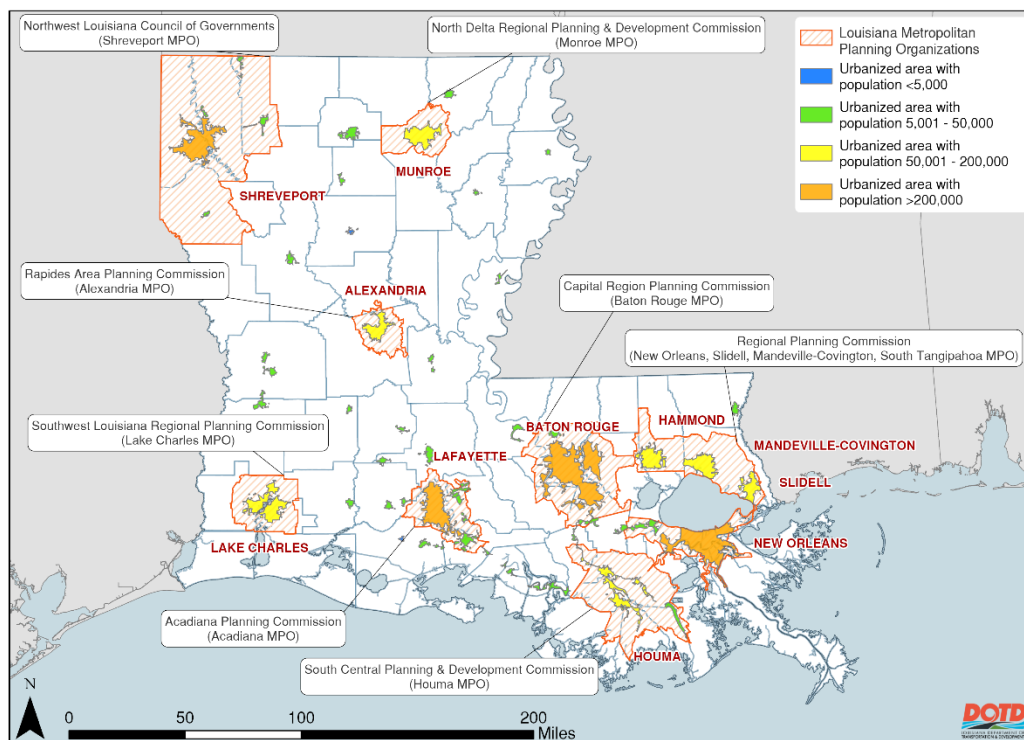 Northwest Louisiana Council of Governments
(Shreveport MPO)
North Delta Regional Planning & Development Commission
(Monroe MPO)
Louisiana Metropolitan
Planning Organizations
Urbanized area with
population <5,000
Urbanized area with
population 5,001 - 50,000
Urbanized area with
population 50,001 - 200,000
Urbanized area with
population >200,000
MUNROE
SHREVEPORT
Rapides Area Planning Commission
(Alexandria MPO)
ALEXANDRIA
Capital Region Planning Commission
(Baton Rouge MPO)
Regional Planning Commission
(New Orleans, Slidell, Mandeville-Covington, South Tangipahoa MPO)
Southwest Louisiana Regional Planning Commission
(Lake Charles MPO)
BATON ROUGE
HAMMOND
MANDEVILLE-COVINGTON
LAFAYETTE
SLIDELL
LAKE CHARLES
NEW ORLEANS
Acadiana Planning Commission
(Acadiana MPO)
HOUMA
South Central Planning & Development Commission
(Houma MPO)
N
0 50 100 200
Miles
DOTD
LOUISIANA DEPARTMENT OF
TRANSPORTATION & DEVELOPMENT